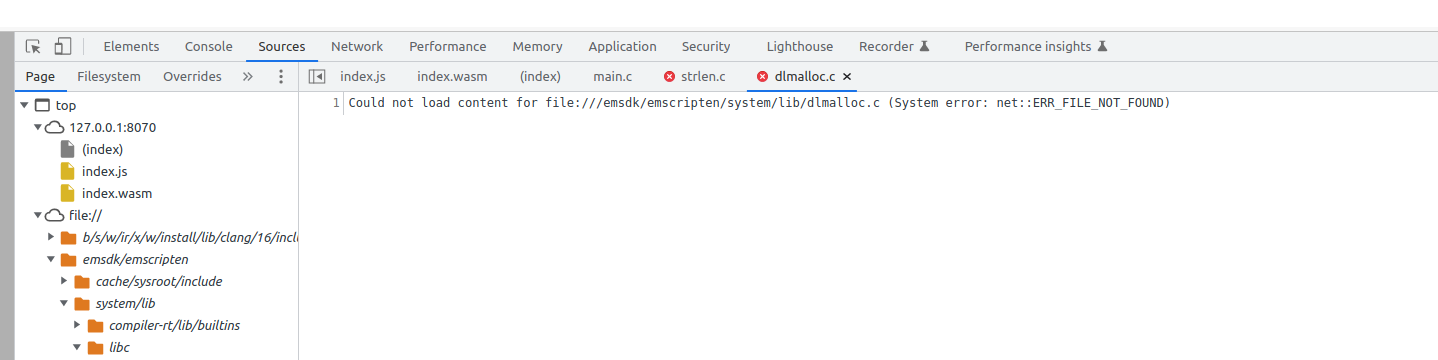 Elements Console Sources Network Performance Memory Application Security Lighthouse Recorder Performance insights
Page Filesystem Overrides » index.js index.wasm (index) main.c strlen.c dlmalloc.c
1 Could not load content for file:///emsdk/emscripten/system/lib/dlmalloc.c (System error: net::ERR_FILE_NOT_FOUND)
top
127.0.0.1:8070
(index)
index.js
index.wasm
file://
b/s/w/ir/x/w/install/lib/clang/16/incl
emsdk/emscripten
cache/sysroot/include
system/lib
compiler-rt/lib/builtins
libc